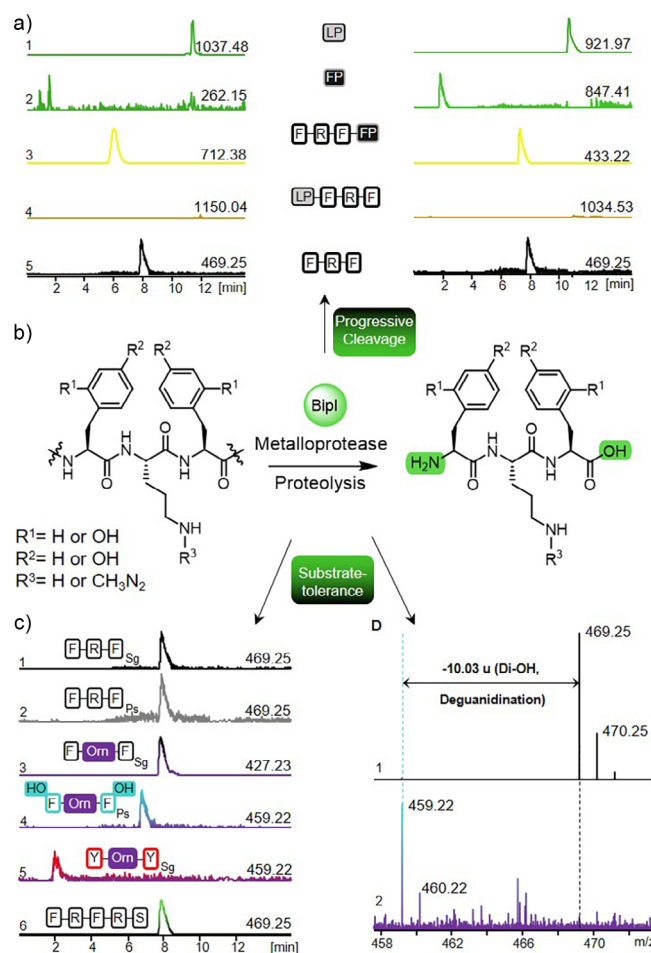 a)
1
1037.48
LP
921.97
2
262.15
FP
847.41
3
712.38
F R F FP
433.22
4
1150.04
LP F R F
1034.53
5
469.25
F R F
469.25
2 4 6 8 10 12 [min]
2 4 6 8 10 12 [min]
Progressive
Cleavage
b)
R2 R2
R1 R1
N
H
O
H
N
O
N
H
O
NH
R3
BipI
Metalloprotease
Proteolysis
R2 R2
R1 R1
H2N
O
H
N
O
N
H
OH
O
NH
R3
R1= H or OH
R2= H or OH
R3= H or CH3N2
Substrate-
tolerance
c)
1
F R F Sg
469.25
2
F R F Ps
469.25
3
F Orn F Sg
427.23
4
HO OH
F Orn F Ps
459.22
5
Y Orn Y Sg
459.22
6
F R F R S
469.25
2 4 6 8 10 12 [min]
D
469.25
-10.03 u (Di-OH,
Deguanidination)
470.25
1
459.22
460.22
2
458 462 466 470 m/z